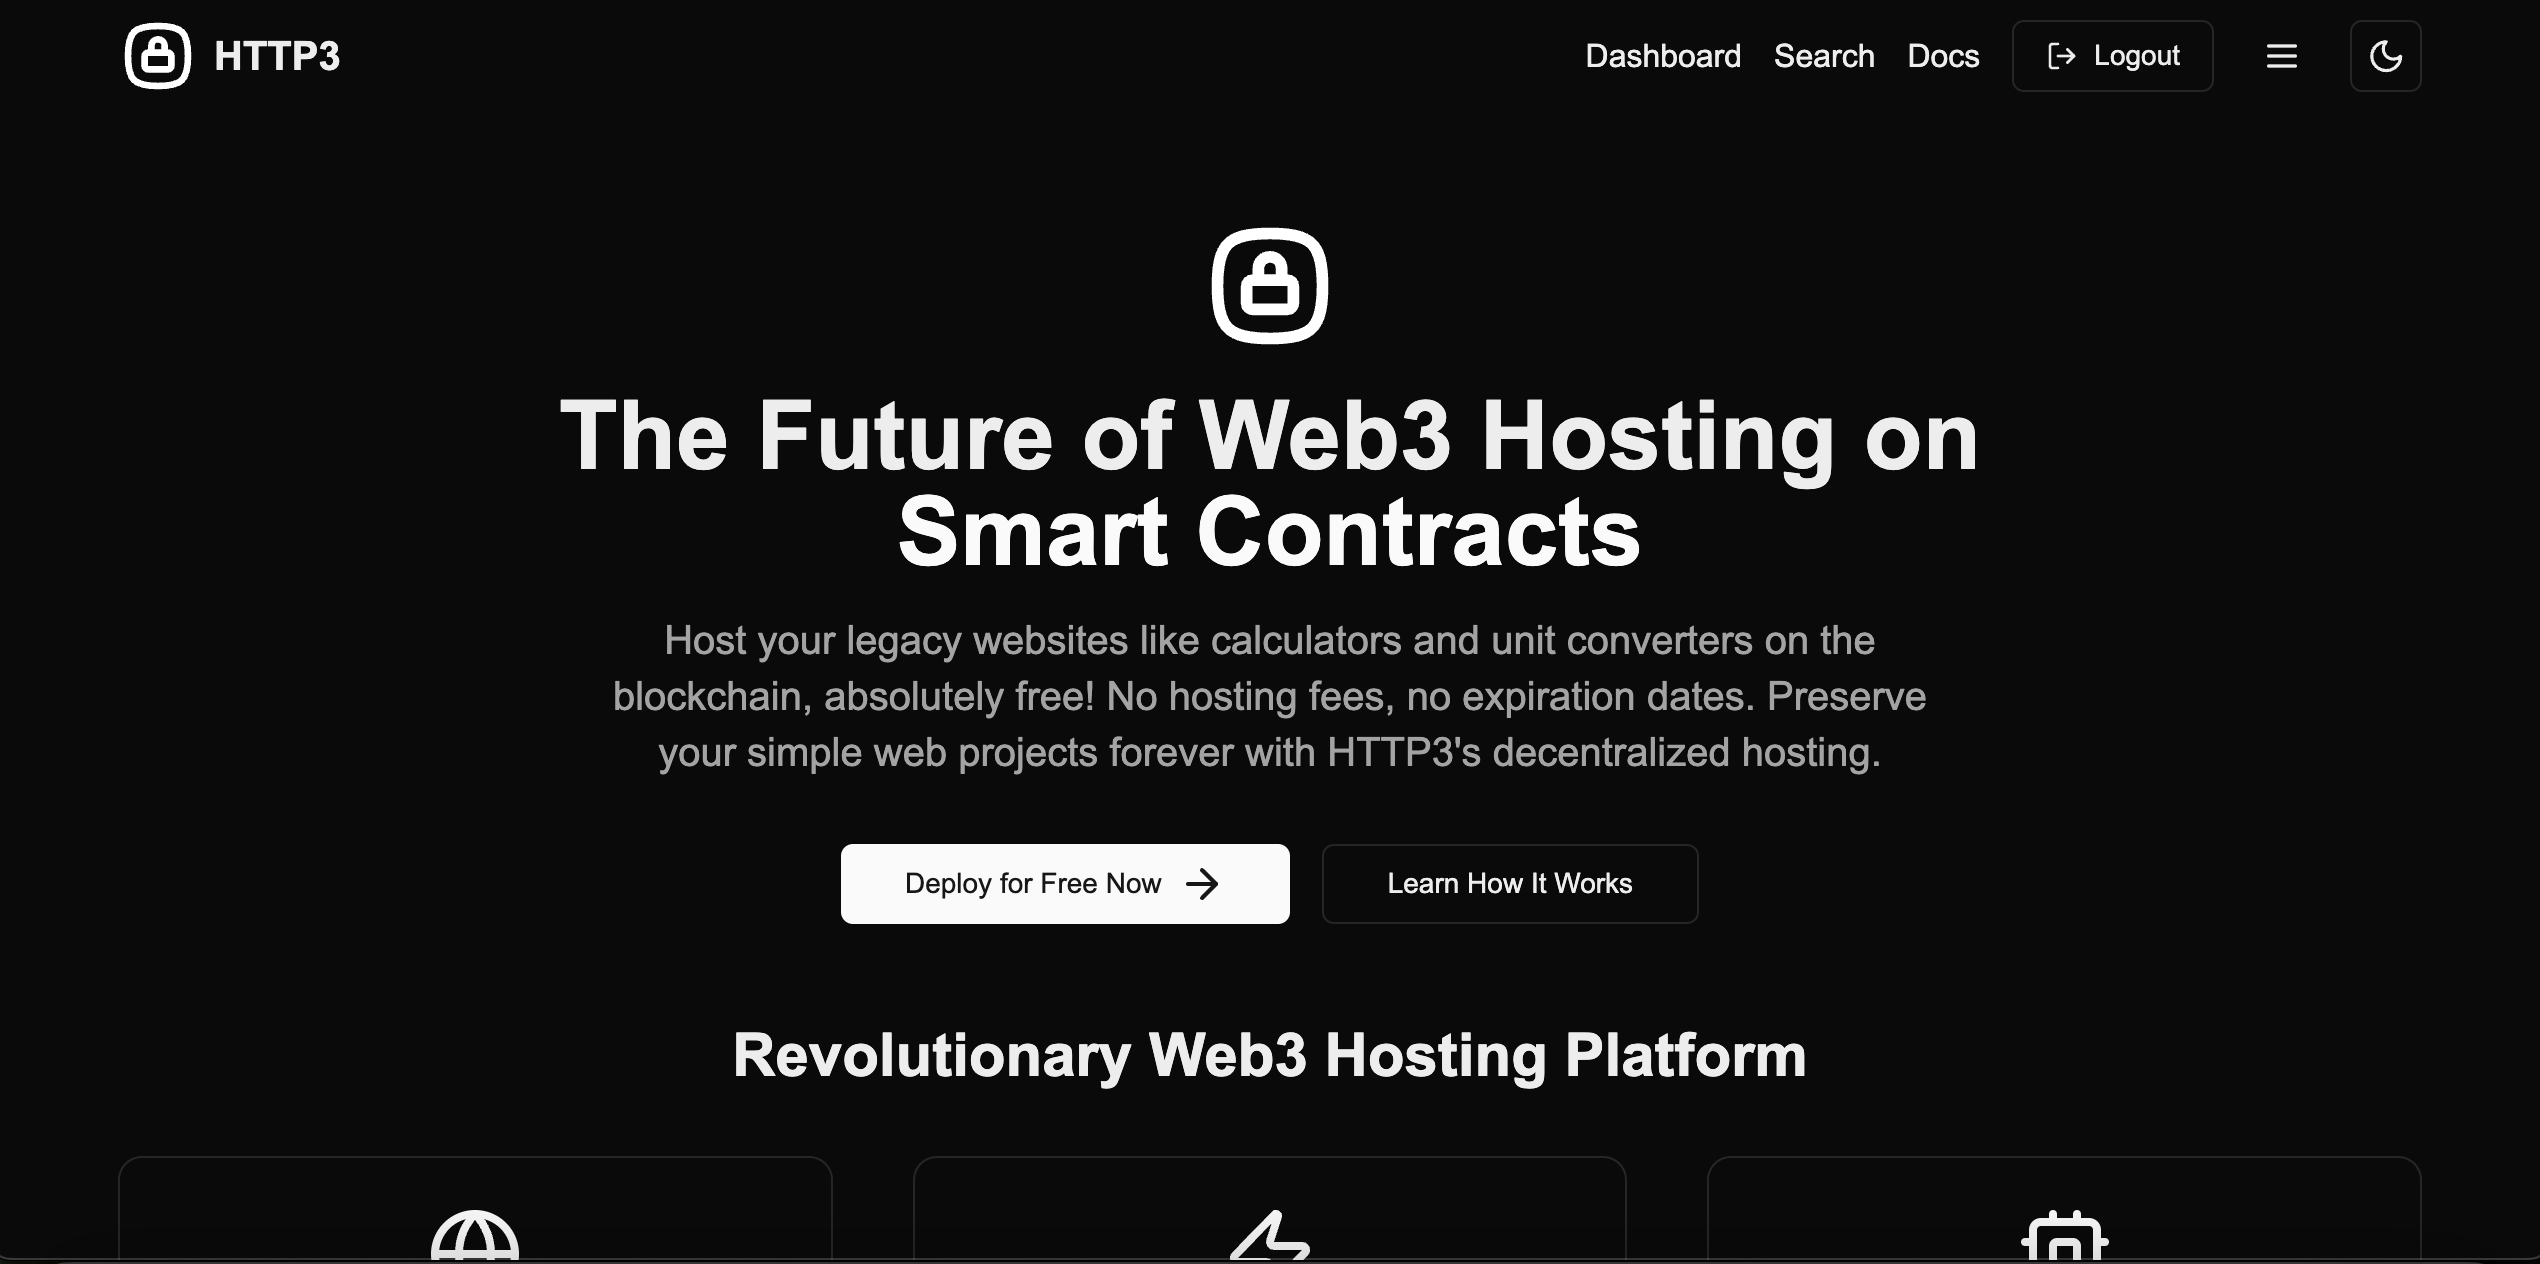 HTTP3
Dashboard
Search
Docs
Logout
The Future of Web3 Hosting on
Smart Contracts
Host your legacy websites like calculators and unit converters on the
blockchain, absolutely free! No hosting fees, no expiration dates. Preserve
your simple web projects forever with HTTP3's decentralized hosting.
Deploy for Free Now
Learn How It Works
Revolutionary Web3 Hosting Platform